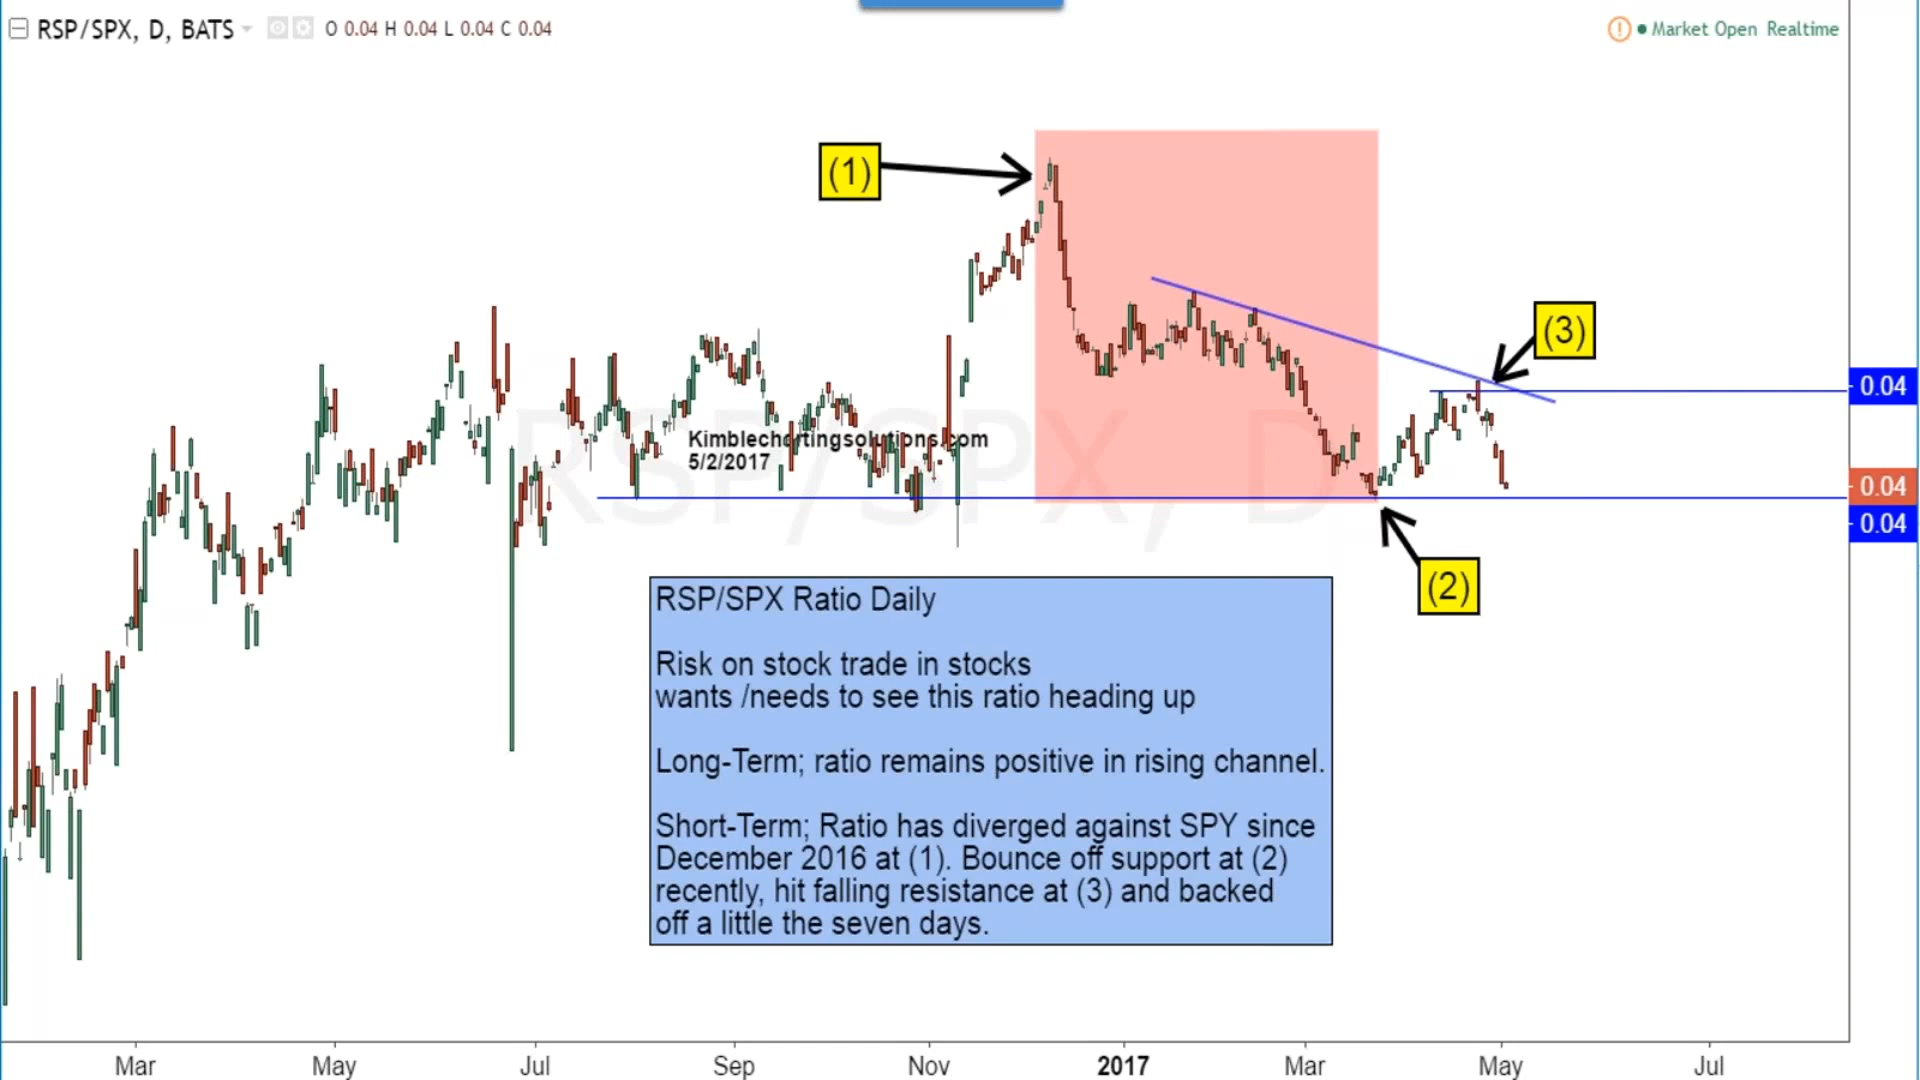 RSP/SPX, D, BATS O 0.04 H 0.04 L 0.04 C 0.04
Market Open Realtime
(1)
(3)
0.04
RSP/SPX, D
Kimblechartingsolutions.com
5/2/2017
0.04
0.04
(2)
RSP/SPX Ratio Daily
Risk on stock trade in stocks
wants /needs to see this ratio heading up
Long-Term; ratio remains positive in rising channel.
Short-Term; Ratio has diverged against SPY since
December 2016 at (1). Bounce off support at (2)
recently, hit falling resistance at (3) and backed
off a little the seven days.
Mar May Jul Sep Nov 2017 Mar May Jul